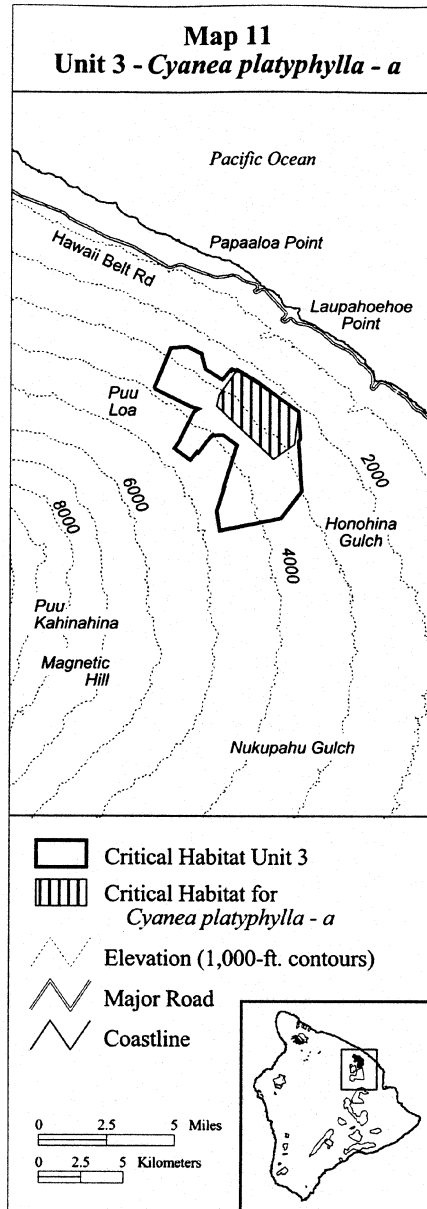 Map 11
Unit 3 - Cyanea platyphylla - a
Pacific Ocean
Hawaii Belt Rd
Papaaloa Point
Laupahoehoe
Point
Puu
Loa
2000
6000
8000
4000
Honohina
Gulch
Puu
Kahinahina
Magnetic
Hill
Nukupahu Gulch
Critical Habitat Unit 3
Critical Habitat for
Cyanea platyphylla - a
Elevation (1,000-ft. contours)
Major Road
Coastline
0 2.5 5 Miles
0 2.5 5 Kilometers